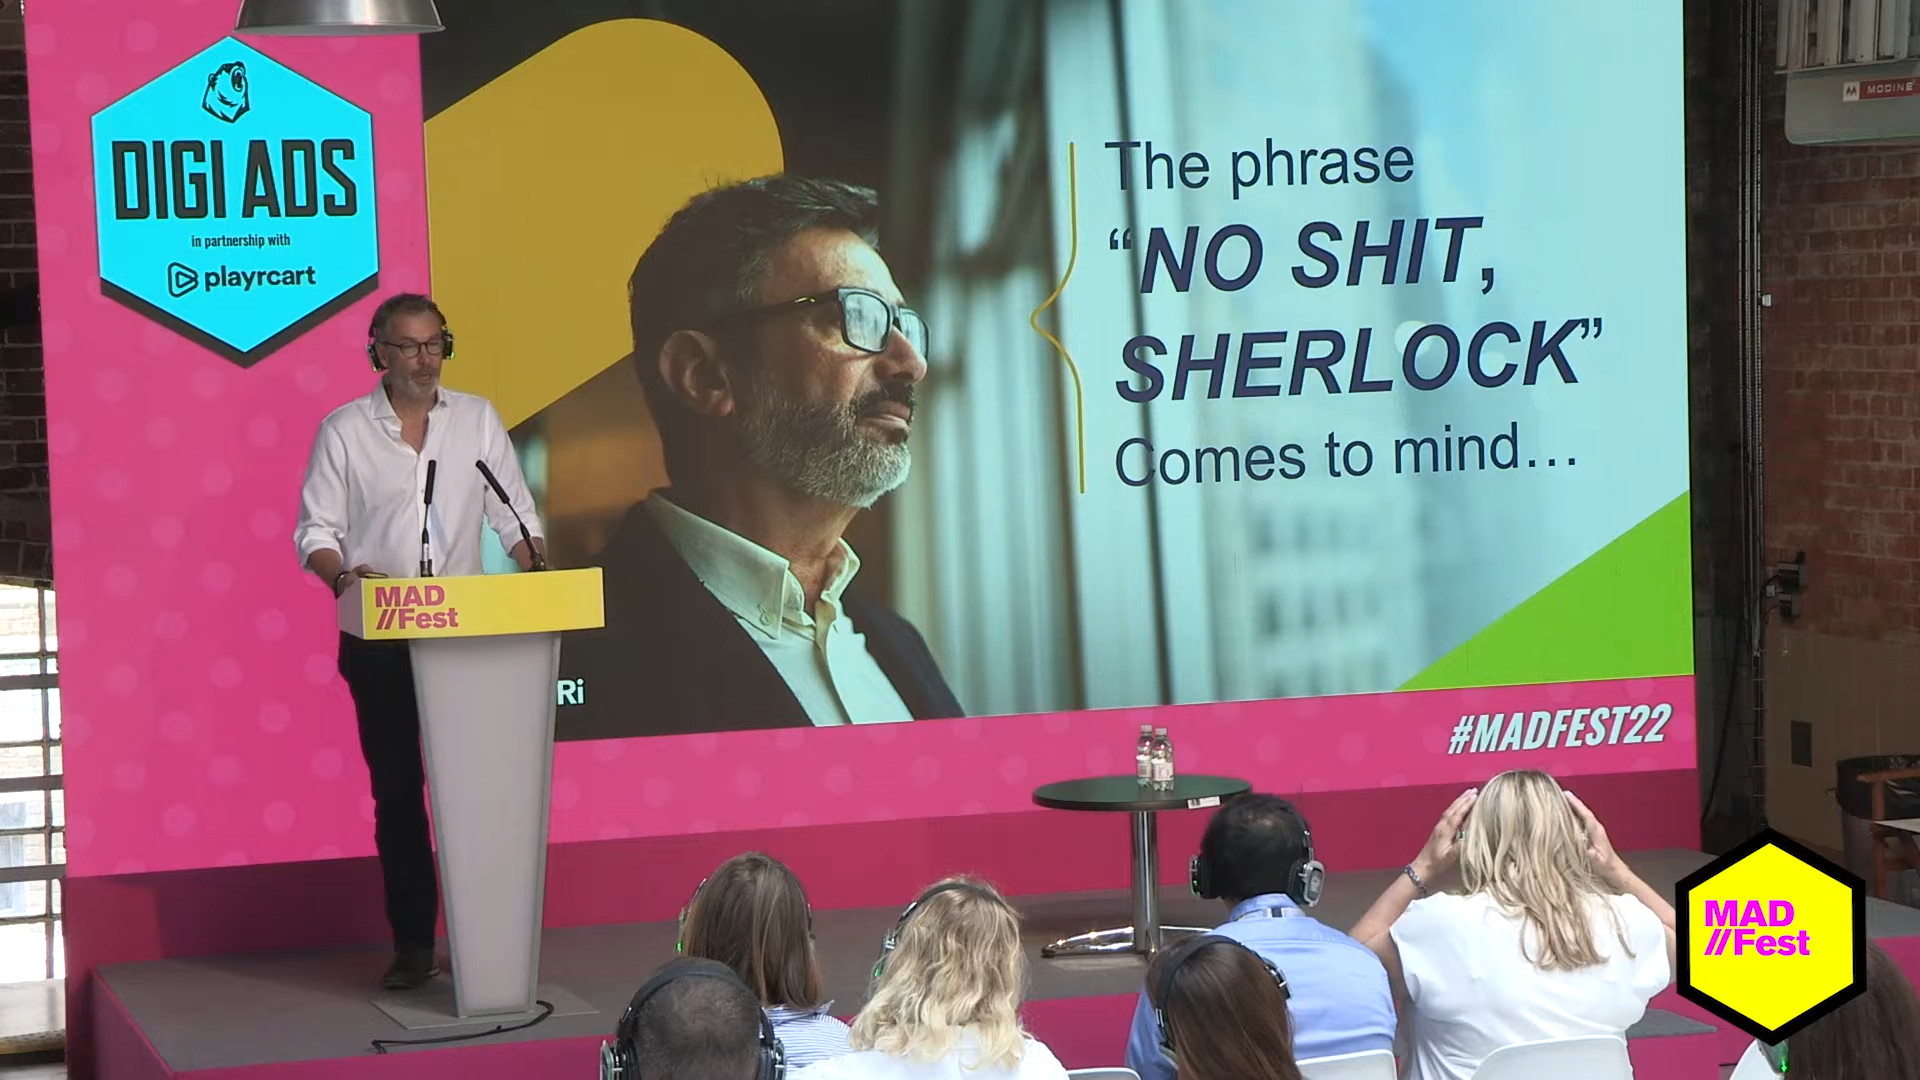 DIGI ADS
in partnership with
playrcart
The phrase
“NO SHIT,
SHERLOCK”
Comes to mind…
MAD
//Fest
Ri
#MADFEST22
MODINE
MAD
//Fest